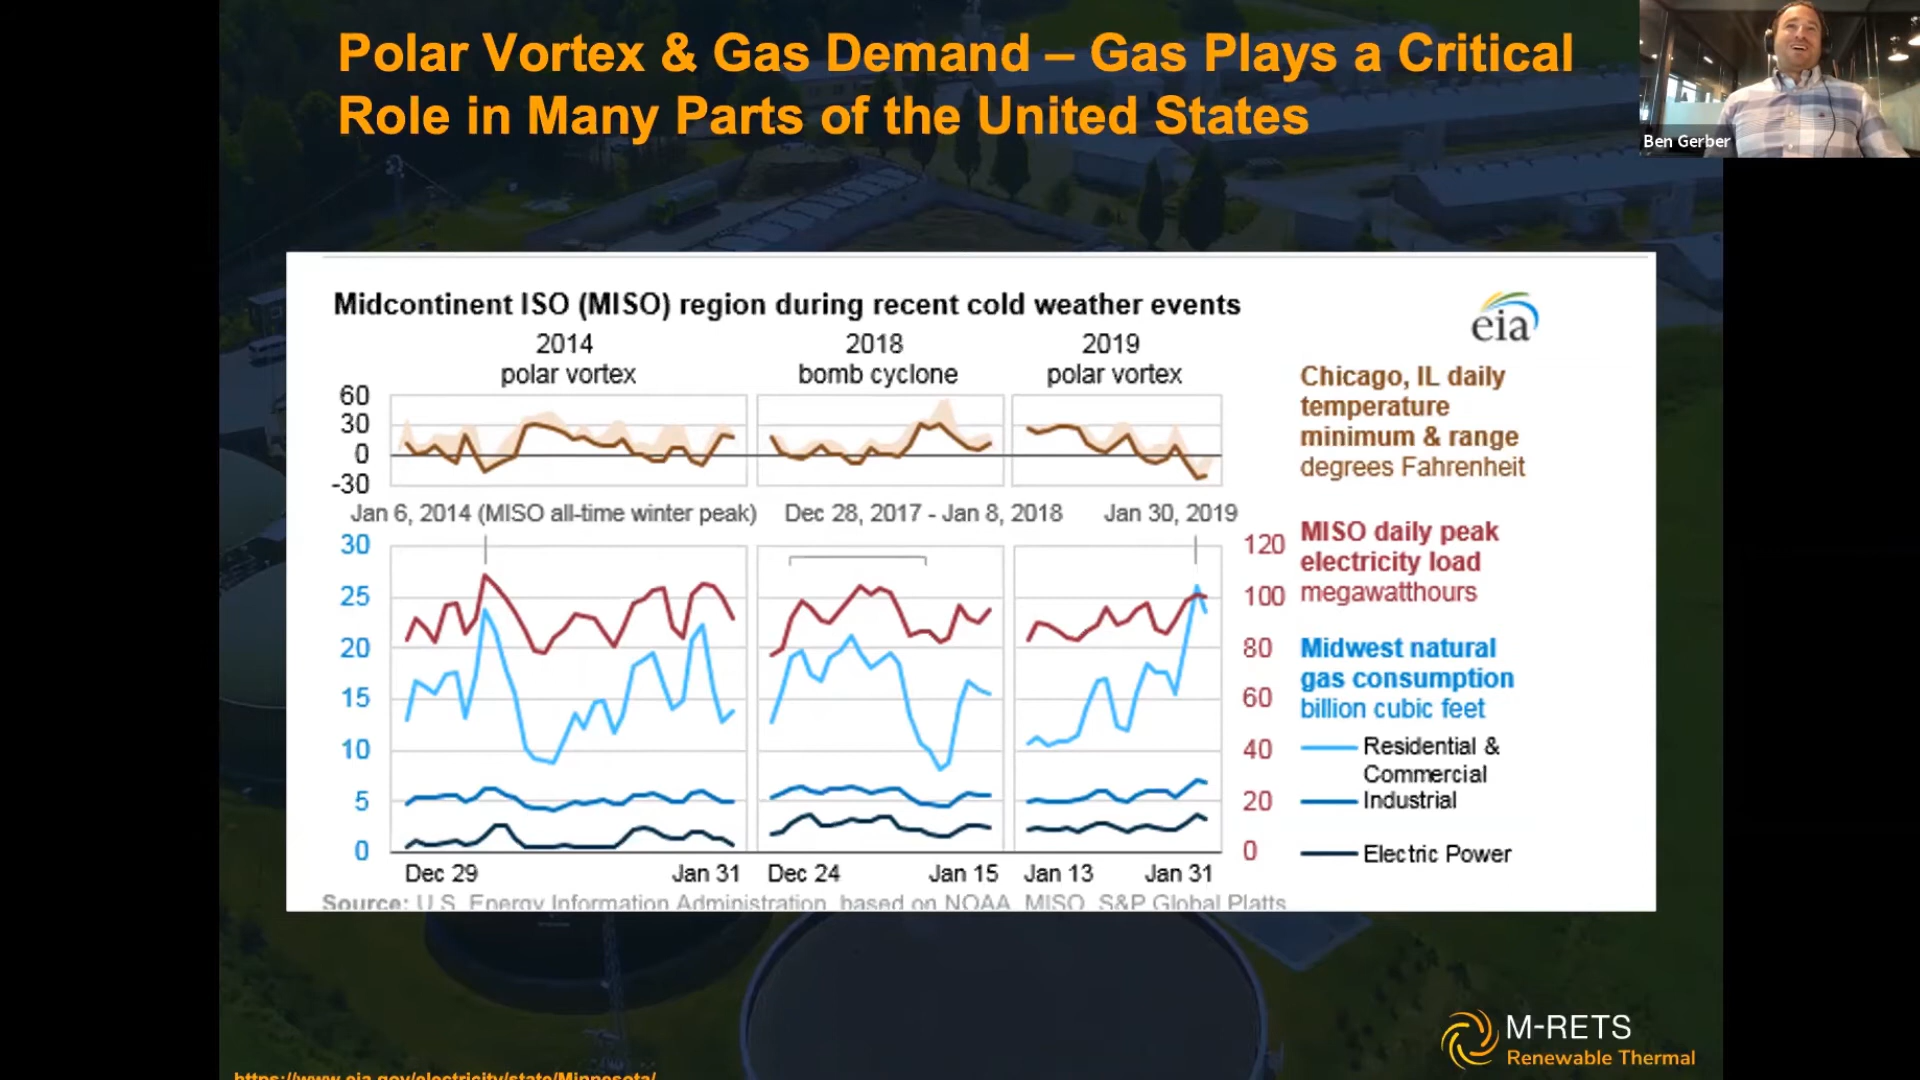 Polar Vortex & Gas Demand – Gas Plays a Critical
Role in Many Parts of the United States
Ben Gerber
Midcontinent ISO (MISO) region during recent cold weather events
eia
2014
polar vortex
2018
bomb cyclone
2019
polar vortex
60
30
0
-30
Chicago, IL daily
temperature
minimum & range
degrees Fahrenheit
Jan 6, 2014 (MISO all-time winter peak)
Dec 28, 2017 - Jan 8, 2018
Jan 30, 2019
30
25
20
15
10
5
0
120
100
80
60
40
20
0
MISO daily peak
electricity load
megawatthours
Midwest natural
gas consumption
billion cubic feet
Residential &
Commercial
Industrial
Electric Power
Dec 29
Jan 31
Dec 24
Jan 15
Jan 13
Jan 31
Source: U.S. Energy Information Administration, based on NOAA, MISO, S&P Global Platts
M-RETS
Renewable Thermal
https://www.eia.gov/electricity/state/Minnesota/